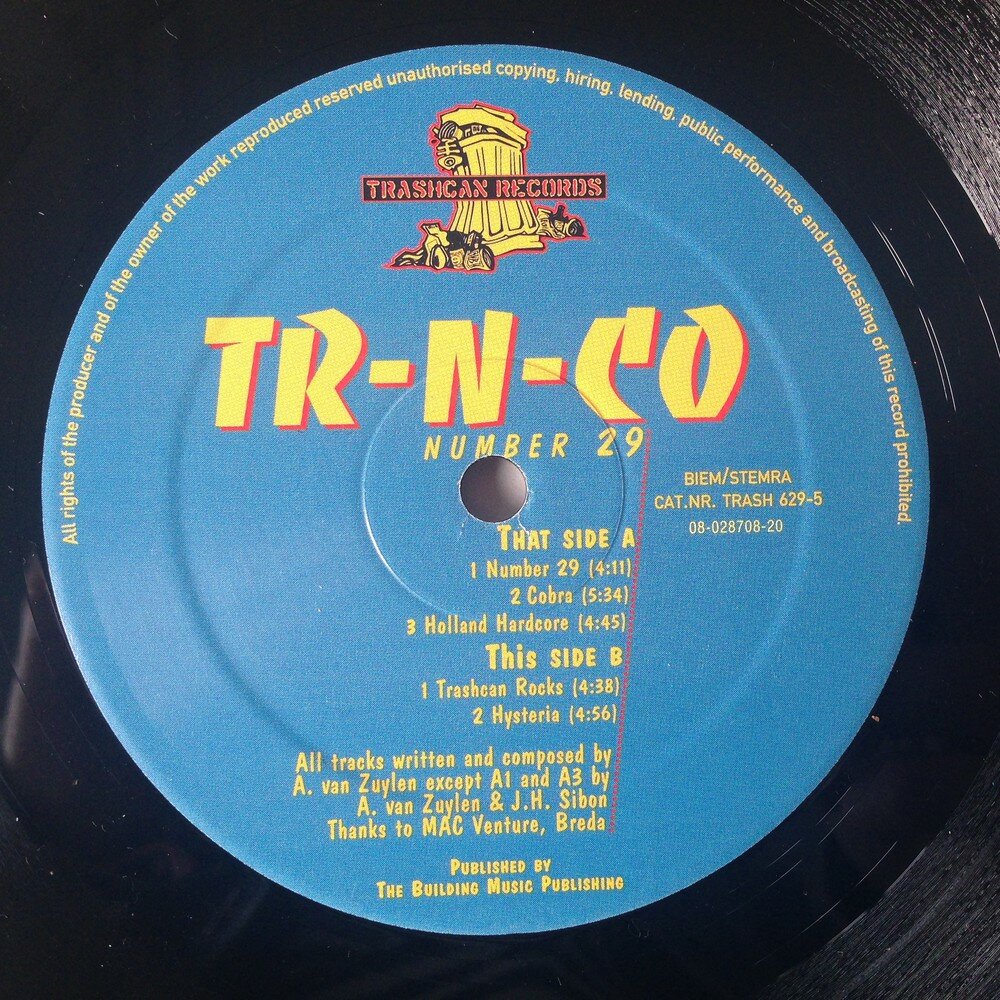 All rights of the producer and of the owner of the work reproduced reserved unauthorised copying, hiring, lending, public performance and broadcasting of this record prohibited.
TRASHCAN RECORDS
TR-N-CO
NUMBER 29
BIEM/STEMRA
CAT.NR. TRASH 629-5
08-028708-20
THAT SIDE A
1 Number 29 (4:11)
2 Cobra (5:34)
3 Holland Hardcore (4:45)
This SIDE B
1 Trashcan Rocks (4:38)
2 Hysteria (4:56)
All tracks written and composed by
A. van Zuylen except A1 and A3 by
A. van Zuylen & J.H. Sibon
Thanks to MAC Venture, Breda
PUBLISHED BY
THE BUILDING MUSIC PUBLISHING